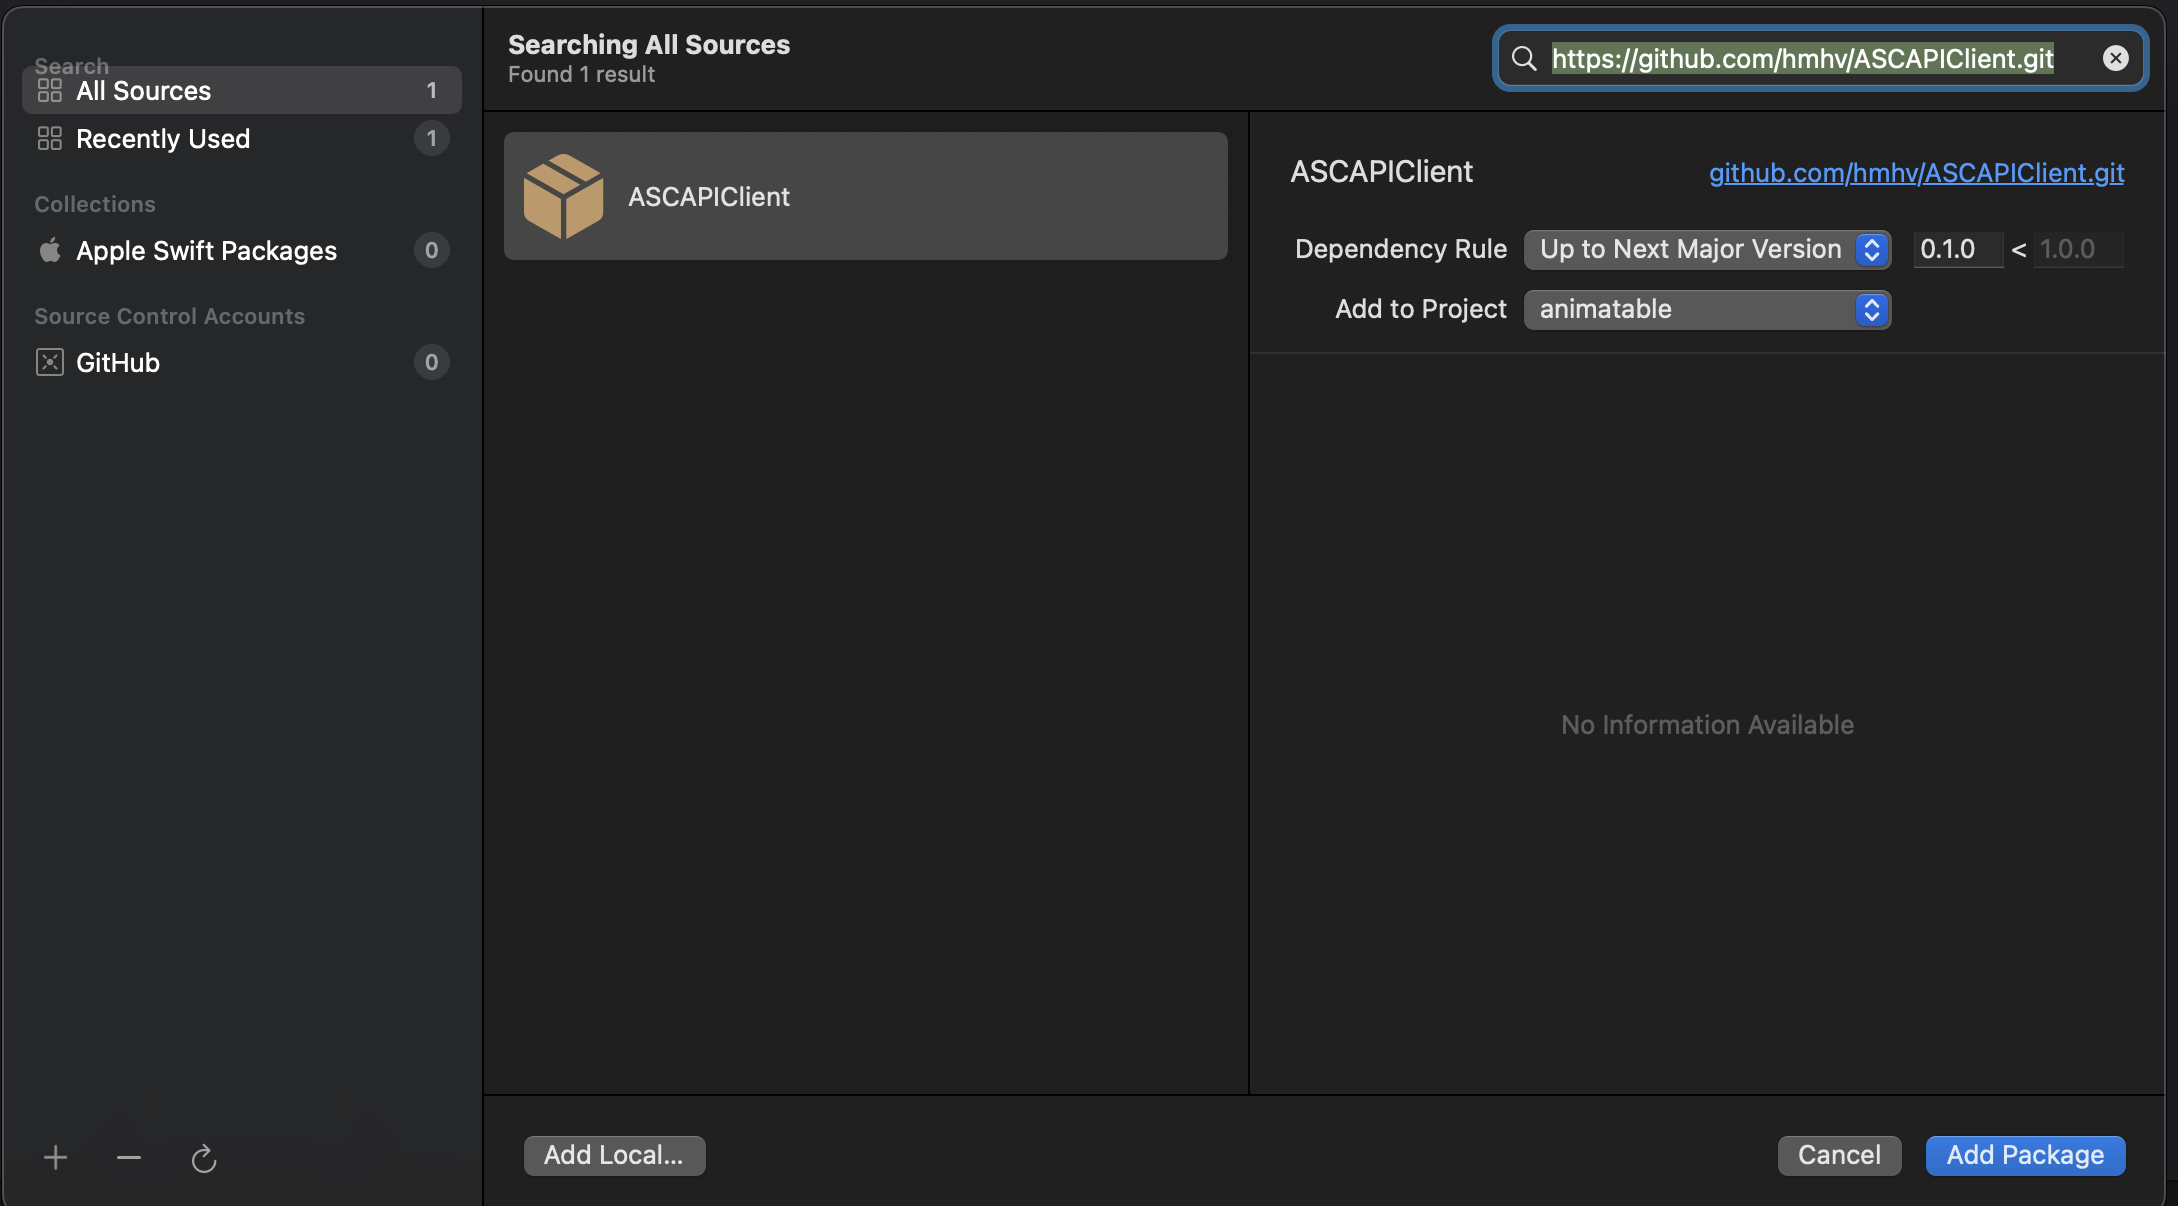 Search
All Sources 1
Recently Used 1
Collections
Apple Swift Packages 0
Source Control Accounts
GitHub 0
Searching All Sources
Found 1 result
https://github.com/hmhv/ASCAPIClient.git
ASCAPIClient
ASCAPIClient github.com/hmhv/ASCAPIClient.git
Dependency Rule Up to Next Major Version 0.1.0 < 1.0.0
Add to Project animatable
No Information Available
Add Local... Cancel Add Package